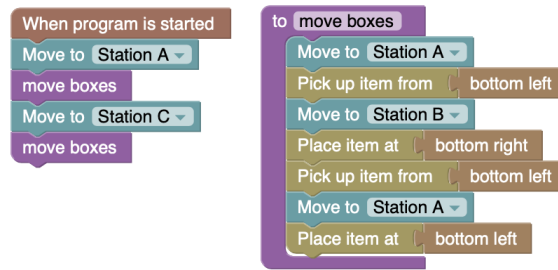 When program is started
Move to Station A
move boxes
Move to Station C
move boxes
to move boxes
Move to Station A
Pick up item from bottom left
Move to Station B
Place item at bottom right
Pick up item from bottom left
Move to Station A
Place item at bottom left